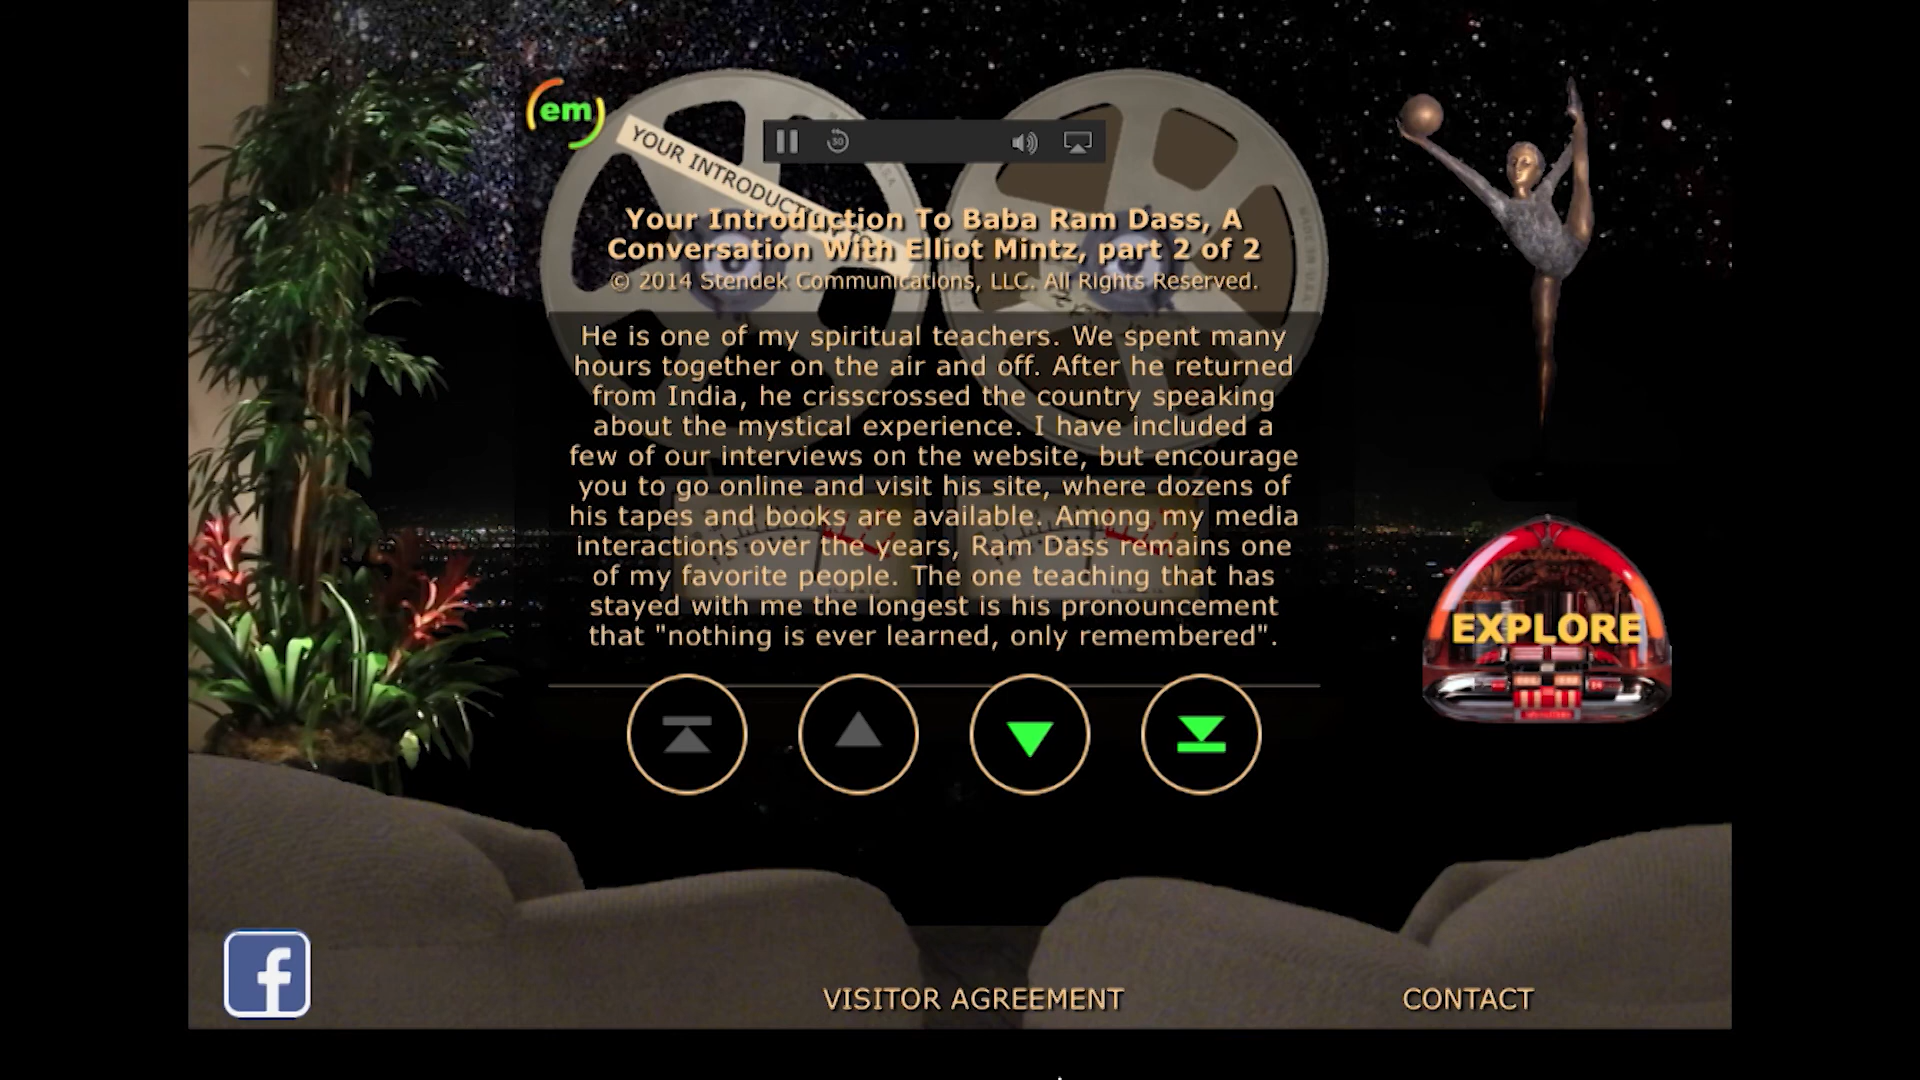 em
YOUR INTRODUCT
30
Your Introduction To Baba Ram Dass, A
Conversation With Elliot Mintz, part 2 of 2
© 2014 Stendek Communications, LLC. All Rights Reserved.
He is one of my spiritual teachers. We spent many
hours together on the air and off. After he returned
from India, he crisscrossed the country speaking
about the mystical experience. I have included a
few of our interviews on the website, but encourage
you to go online and visit his site, where dozens of
his tapes and books are available. Among my media
interactions over the years, Ram Dass remains one
of my favorite people. The one teaching that has
stayed with me the longest is his pronouncement
that "nothing is ever learned, only remembered".
EXPLORE
f
VISITOR AGREEMENT
CONTACT